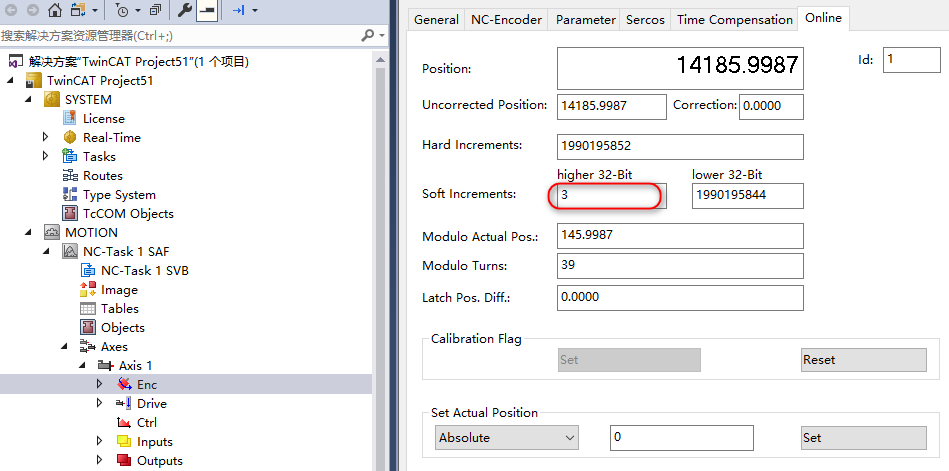 搜索解决方案资源管理器(Ctrl+;)
解决方案"TwinCAT Project51"(1 个项目)
TwinCAT Project51
SYSTEM
License
Real-Time
Tasks
Routes
Type System
TcCOM Objects
MOTION
NC-Task 1 SAF
NC-Task 1 SVB
Image
Tables
Objects
Axes
Axis 1
Enc
Drive
Ctrl
Inputs
Outputs
General NC-Encoder Parameter Sercos Time Compensation Online
Position: 14185.9987 Id: 1
Uncorrected Position: 14185.9987 Correction: 0.0000
Hard Increments: 1990195852
higher 32-Bit lower 32-Bit
Soft Increments: 3 1990195844
Modulo Actual Pos.: 145.9987
Modulo Turns: 39
Latch Pos. Diff.: 0.0000
Calibration Flag
Set Reset
Set Actual Position
Absolute 0 Set